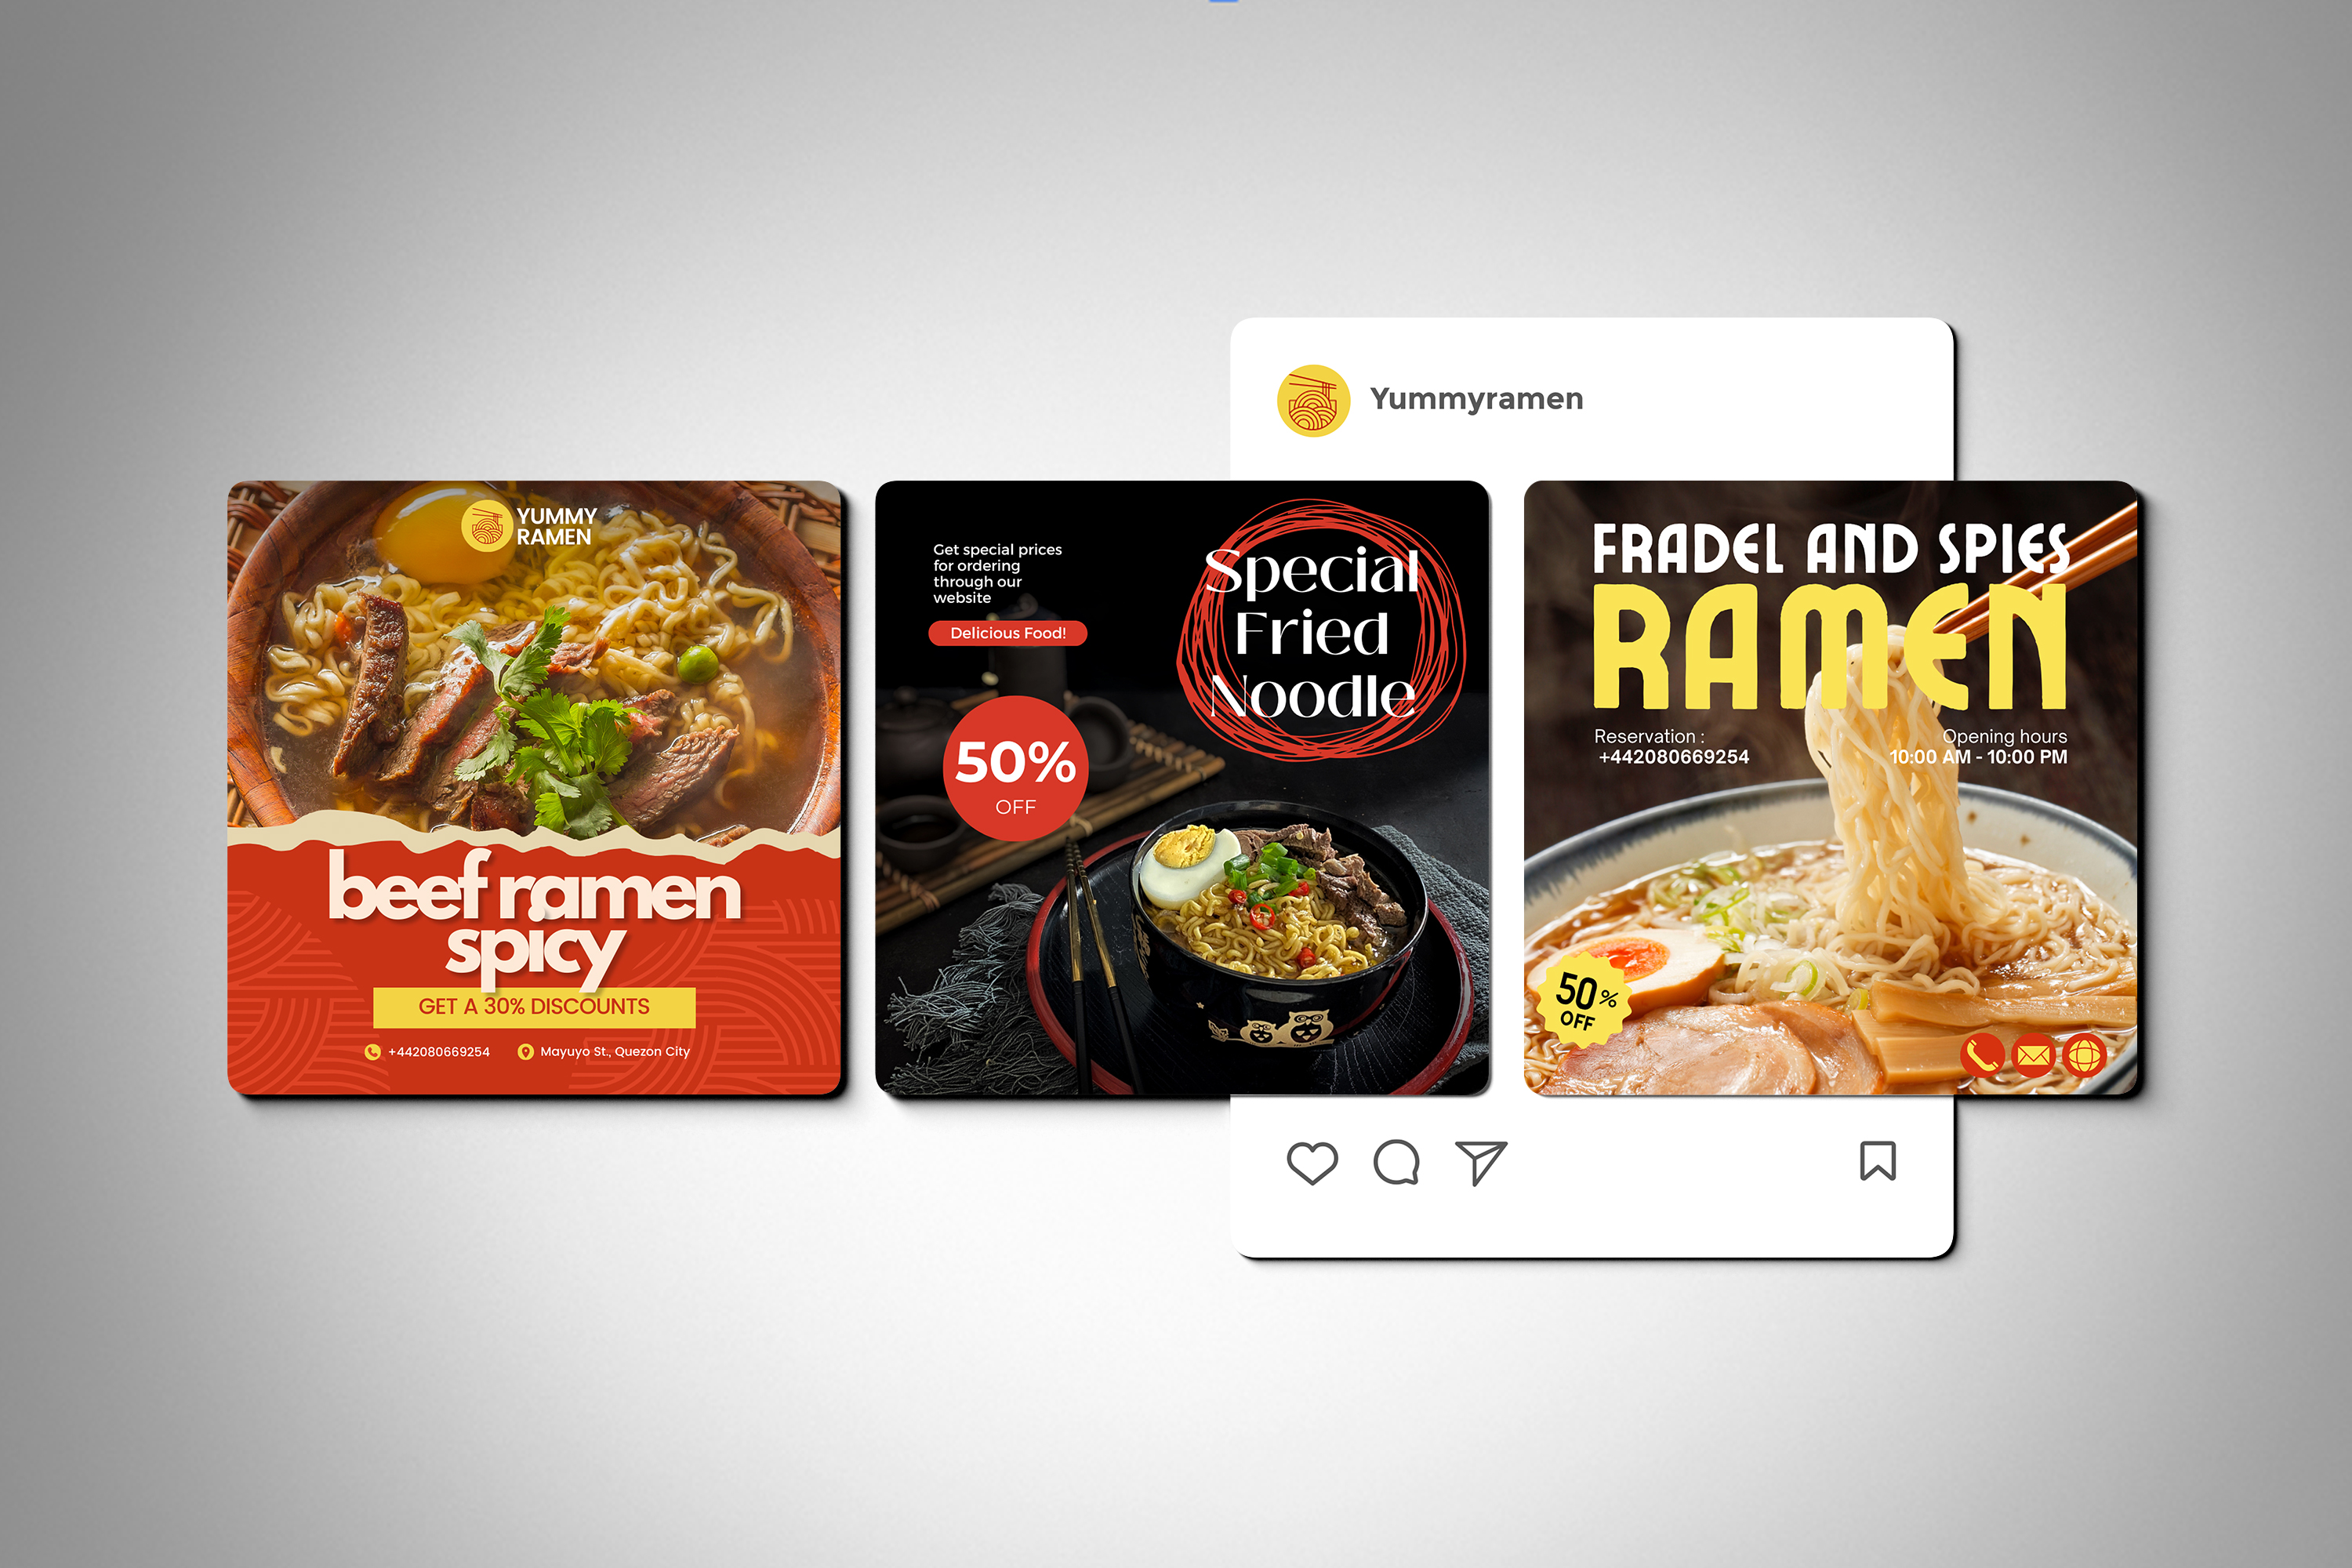 Yummyramen
YUMMY
RAMEN
beef ramen
spicy
GET A 30% DISCOUNTS
+442080669254
Mayuyo St., Quezon City
Get special prices
for ordering
through our
website
Delicious Food!
50%
OFF
Special
Fried
Noodle
FRADEL AND SPIES
RAMEN
Reservation :
+442080669254
Opening hours
10:00 AM - 10:00 PM
50%
OFF